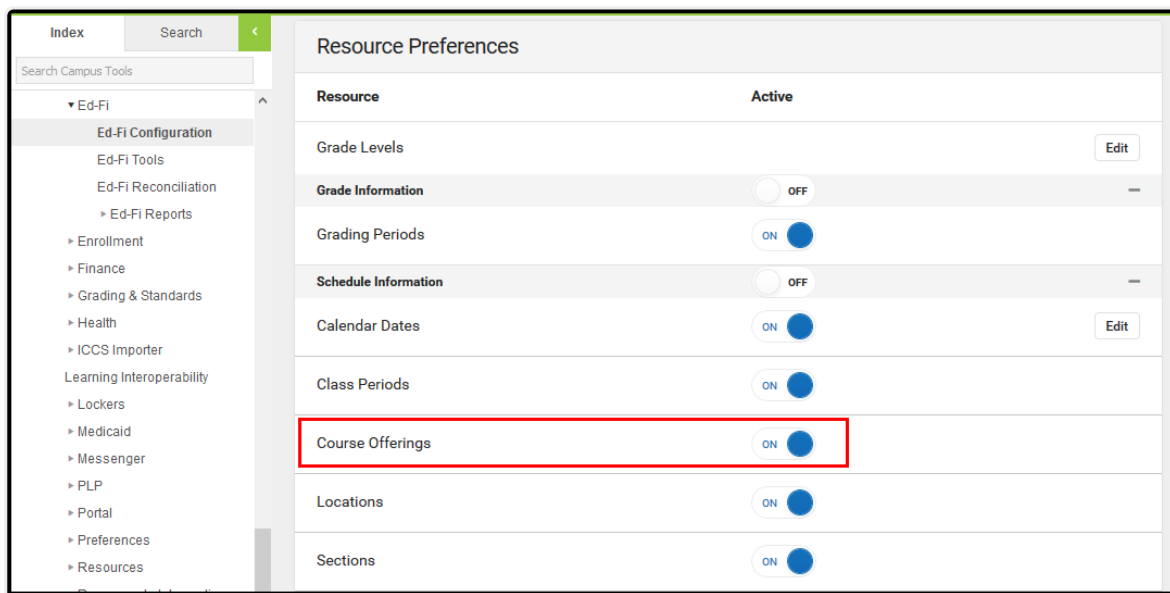 Index Search <
Search Campus Tools
Ed-Fi
Ed-Fi Configuration
Ed-Fi Tools
Ed-Fi Reconciliation
Ed-Fi Reports
Enrollment
Finance
Grading & Standards
Health
ICCS Importer
Learning Interoperability
Lockers
Medicaid
Messenger
PLP
Portal
Preferences
Resources
Resource Preferences
Resource Active
Grade Levels Edit
Grade Information OFF
Grading Periods ON
Schedule Information OFF
Calendar Dates ON Edit
Class Periods ON
Course Offerings ON
Locations ON
Sections ON